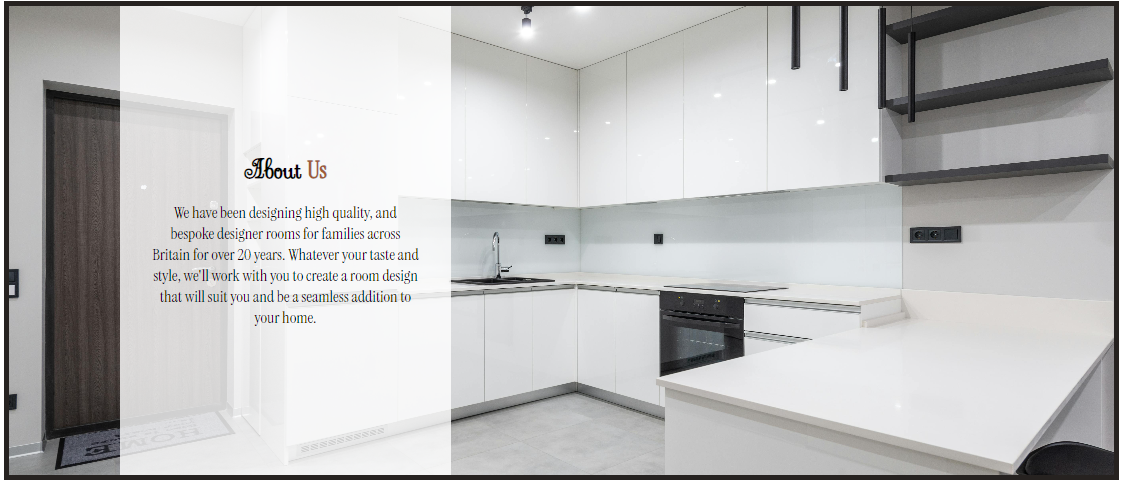 About Us
We have been designing high quality, and
bespoke designer rooms for families across
Britain for over 20 years. Whatever your taste and
style, we'll work with you to create a room design
that will suit you and be a seamless addition to
your home.
HOME